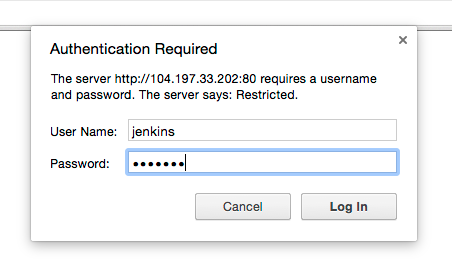 Authentication Required
The server http://104.197.33.202:80 requires a username
and password. The server says: Restricted.
User Name: jenkins
Password: •••••••
Cancel Log In